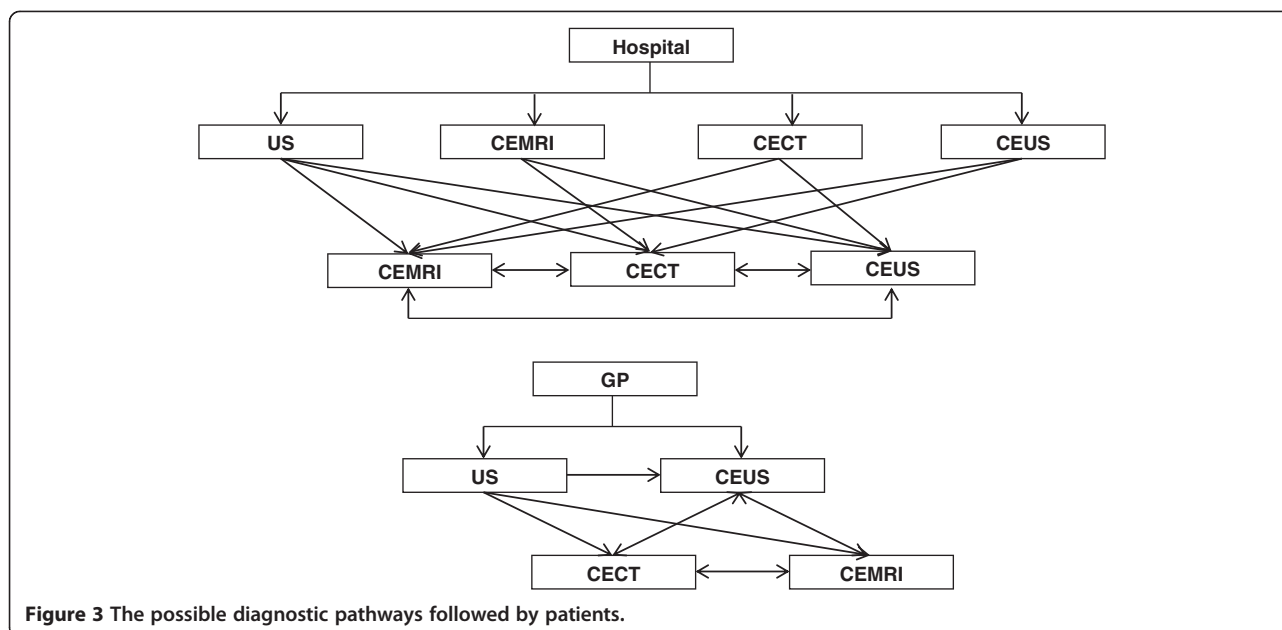 Hospital
US CEMRI CECT CEUS
CEMRI CECT CEUS
GP
US CEUS
CECT CEMRI
Figure 3 The possible diagnostic pathways followed by patients.